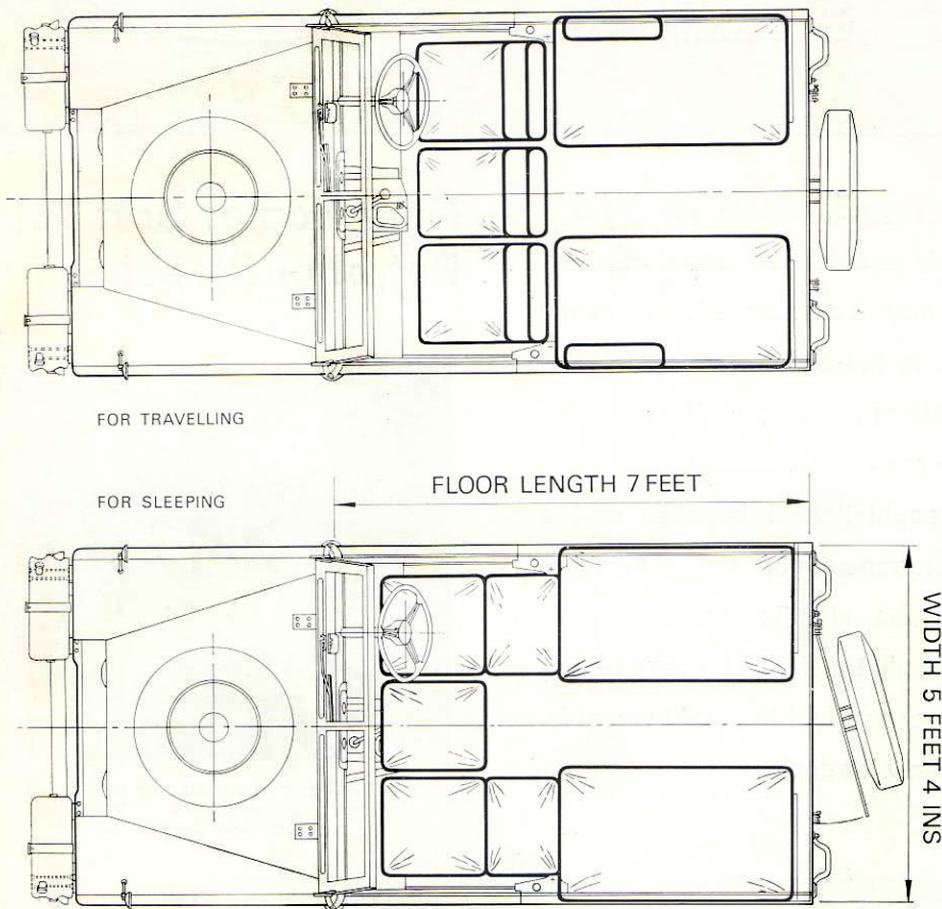 FOR TRAVELLING
FLOOR LENGTH 7 FEET
FOR SLEEPING
WIDTH 5 FEET 4 INS